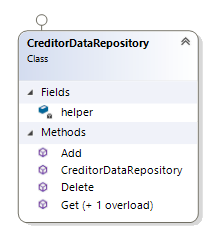 CreditorDataRepository
Class
Fields
helper
Methods
Add
CreditorDataRepository
Delete
Get (+ 1 overload)